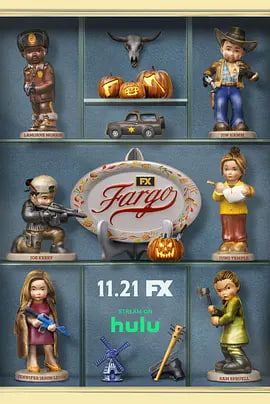 LAMORNE MORRIS
JON HAMM
FX
Fargo
JOE KEERY
JUNO TEMPLE
11.21 FX
STREAM ON
hulu
JENNIFER JASON LEIGH
SAM SPRUELL